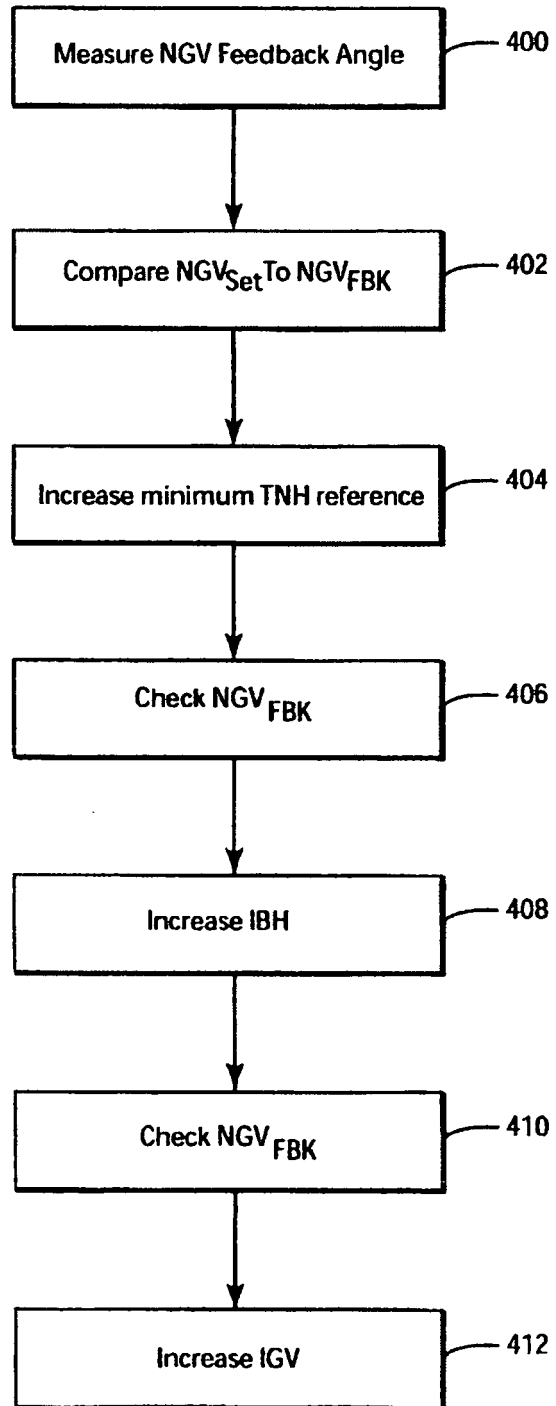 Measure NGV Feedback Angle 400
Compare NGVSet To NGVFBK 402
Increase minimum TNH reference 404
Check NGVFBK 406
Increase IBH 408
Check NGVFBK 410
Increase IGV 412